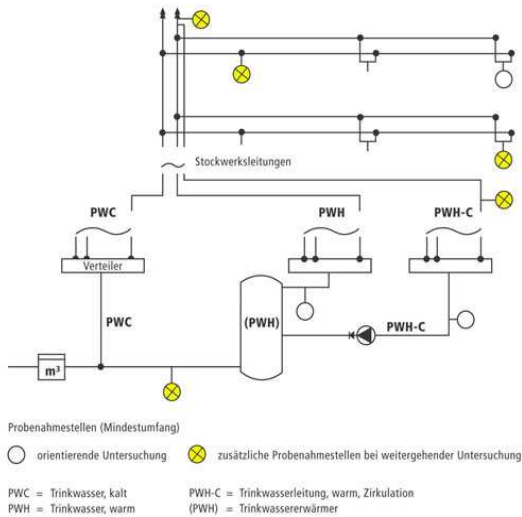 Stockwerksleitungen
PWC
PWH
PWH-C
Verteiler
PWC
(PWH)
PWH-C
m³
Probenahmestellen (Mindestumfang)
orientierende Untersuchung
zusätzliche Probenahmestellen bei weitergehender Untersuchung
PWC = Trinkwasser, kalt
PWH-C = Trinkwasserleitung, warm, Zirkulation
PWH = Trinkwasser, warm
(PWH) = Trinkwassererwärmer